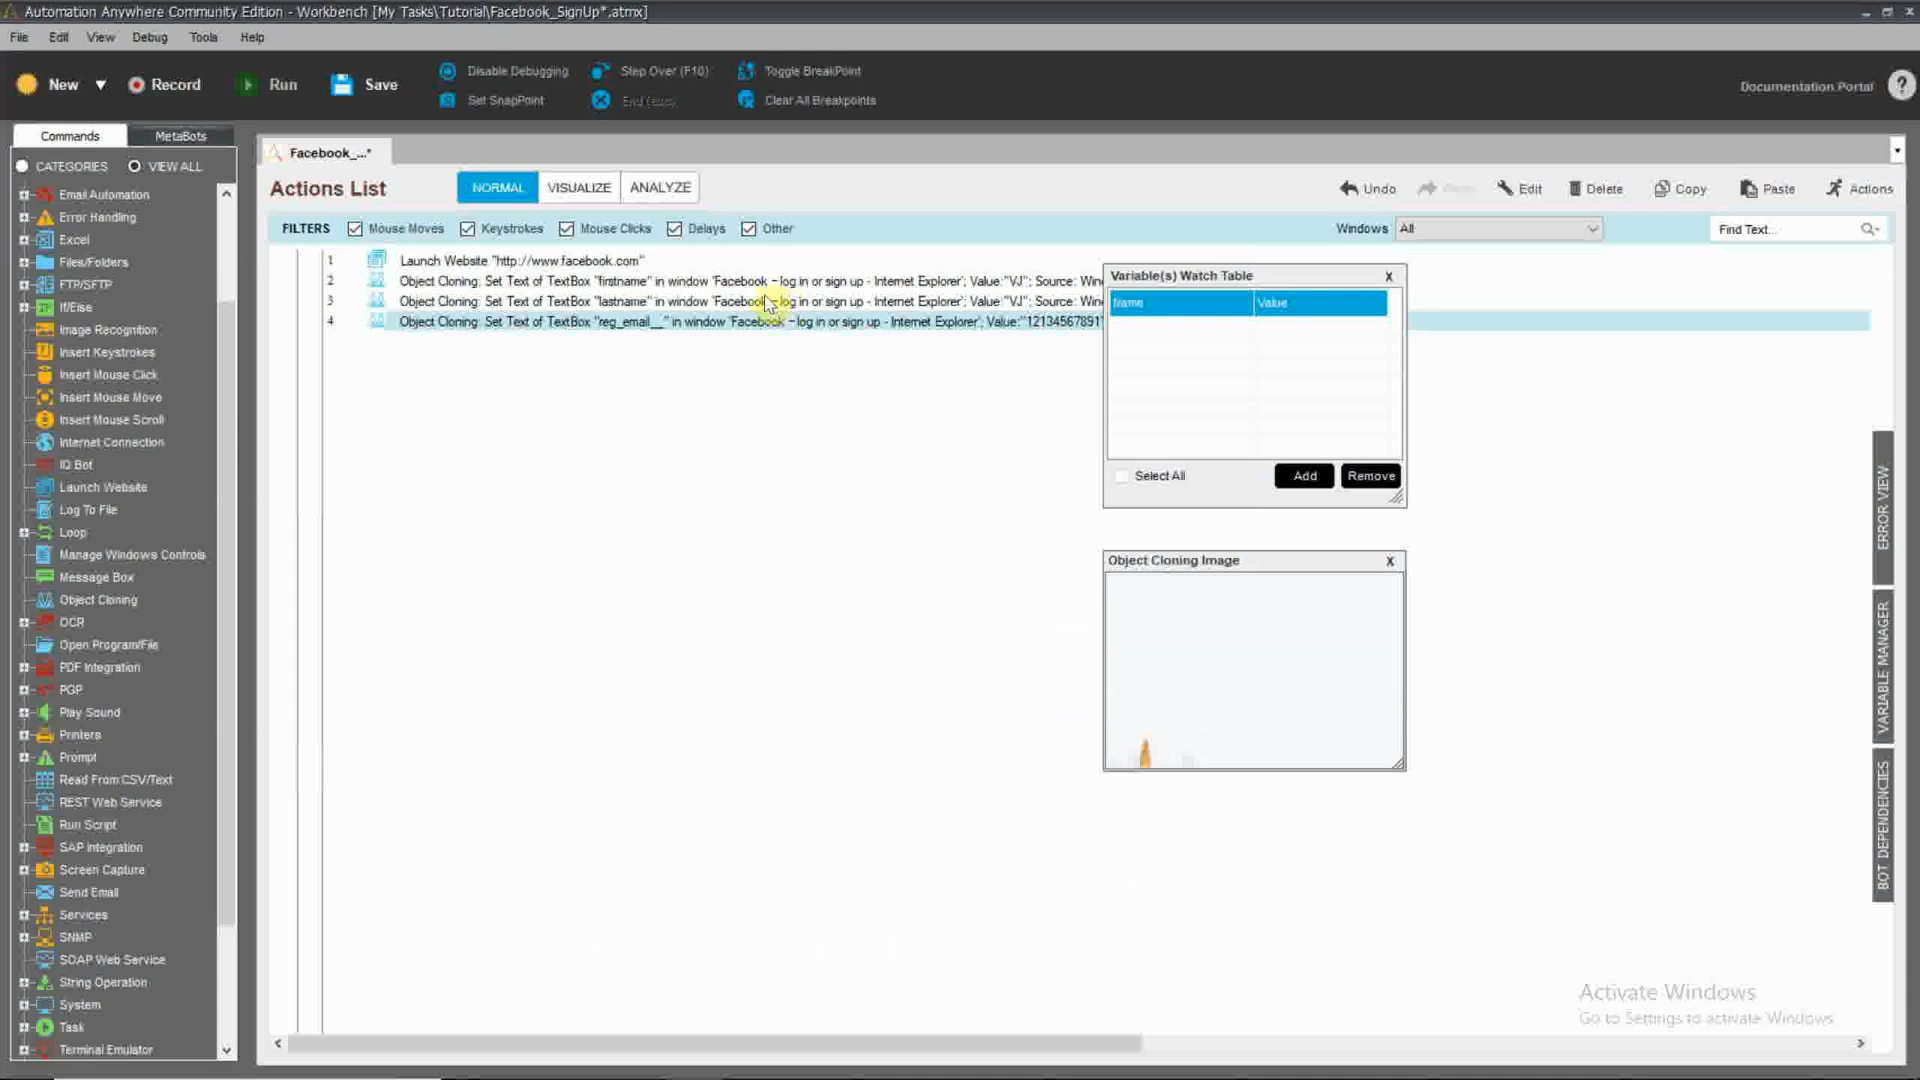 Automation Anywhere Community Edition - Workbench [My Tasks\Tutorial\Facebook_SignUp*.atmx]
File Edit View Debug Tools Help
New Record Run Save
Disable Debugging Step Over (F10) Toggle BreakPoint
Set SnapPoint Clear All Breakpoints
Documentation Portal ?
Commands MetaBots
CATEGORIES VIEW ALL
Email Automation
Error Handling
Excel
Files/Folders
FTP/SFTP
If/Else
Image Recognition
Insert Keystrokes
Insert Mouse Click
Insert Mouse Move
Insert Mouse Scroll
Internet Connection
IQ Bot
Launch Website
Log To File
Loop
Manage Windows Controls
Message Box
Object Cloning
OCR
Open Program/File
PDF Integration
PGP
Play Sound
Printers
Prompt
Read From CSV/Text
REST Web Service
Run Script
SAP Integration
Screen Capture
Send Email
Services
SNMP
SOAP Web Service
String Operation
System
Task
Terminal Emulator
Facebook_...*
Actions List
NORMAL VISUALIZE ANALYZE
Undo Edit Delete Copy Paste Actions
FILTERS Mouse Moves Keystrokes Mouse Clicks Delays Other
Windows All
Find Text...
1 Launch Website "http://www.facebook.com"
2 Object Cloning: Set Text of TextBox "firstname" in window 'Facebook – log in or sign up - Internet Explorer'; Value:"VJ"; Source: Win
3 Object Cloning: Set Text of TextBox "lastname" in window 'Facebook – log in or sign up - Internet Explorer'; Value:"VJ"; Source: Win
4 Object Cloning: Set Text of TextBox "reg_email__" in window 'Facebook – log in or sign up - Internet Explorer'; Value:"12134567891"
Variable(s) Watch Table X
Name Value
Select All Add Remove
Object Cloning Image X
ERROR VIEW
VARIABLE MANAGER
BOT DEPENDENCIES
Activate Windows
Go to Settings to activate Windows.